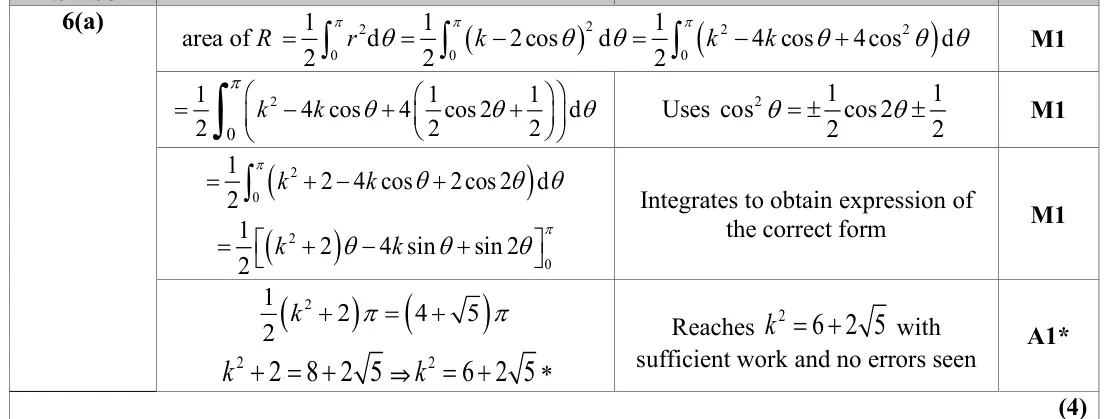 6(a)
area of R = 1/2 ∫₀^π r² dθ = 1/2 ∫₀^π (k − 2cos θ)² dθ = 1/2 ∫₀^π (k² − 4k cos θ + 4cos² θ) dθ
M1
= 1/2 ∫₀^π (k² − 4k cos θ + 4(1/2 cos 2θ + 1/2)) dθ
Uses cos² θ = ± 1/2 cos 2θ ± 1/2
M1
= 1/2 ∫₀^π (k² + 2 − 4k cos θ + 2 cos 2θ) dθ
= 1/2 [(k² + 2)θ − 4k sin θ + sin 2θ]₀^π
Integrates to obtain expression of
the correct form
M1
1/2 (k² + 2) π = (4 + √5) π
k² + 2 = 8 + 2√5 ⇒ k² = 6 + 2√5 *
Reaches k² = 6 + 2√5 with
sufficient work and no errors seen
A1*
(4)